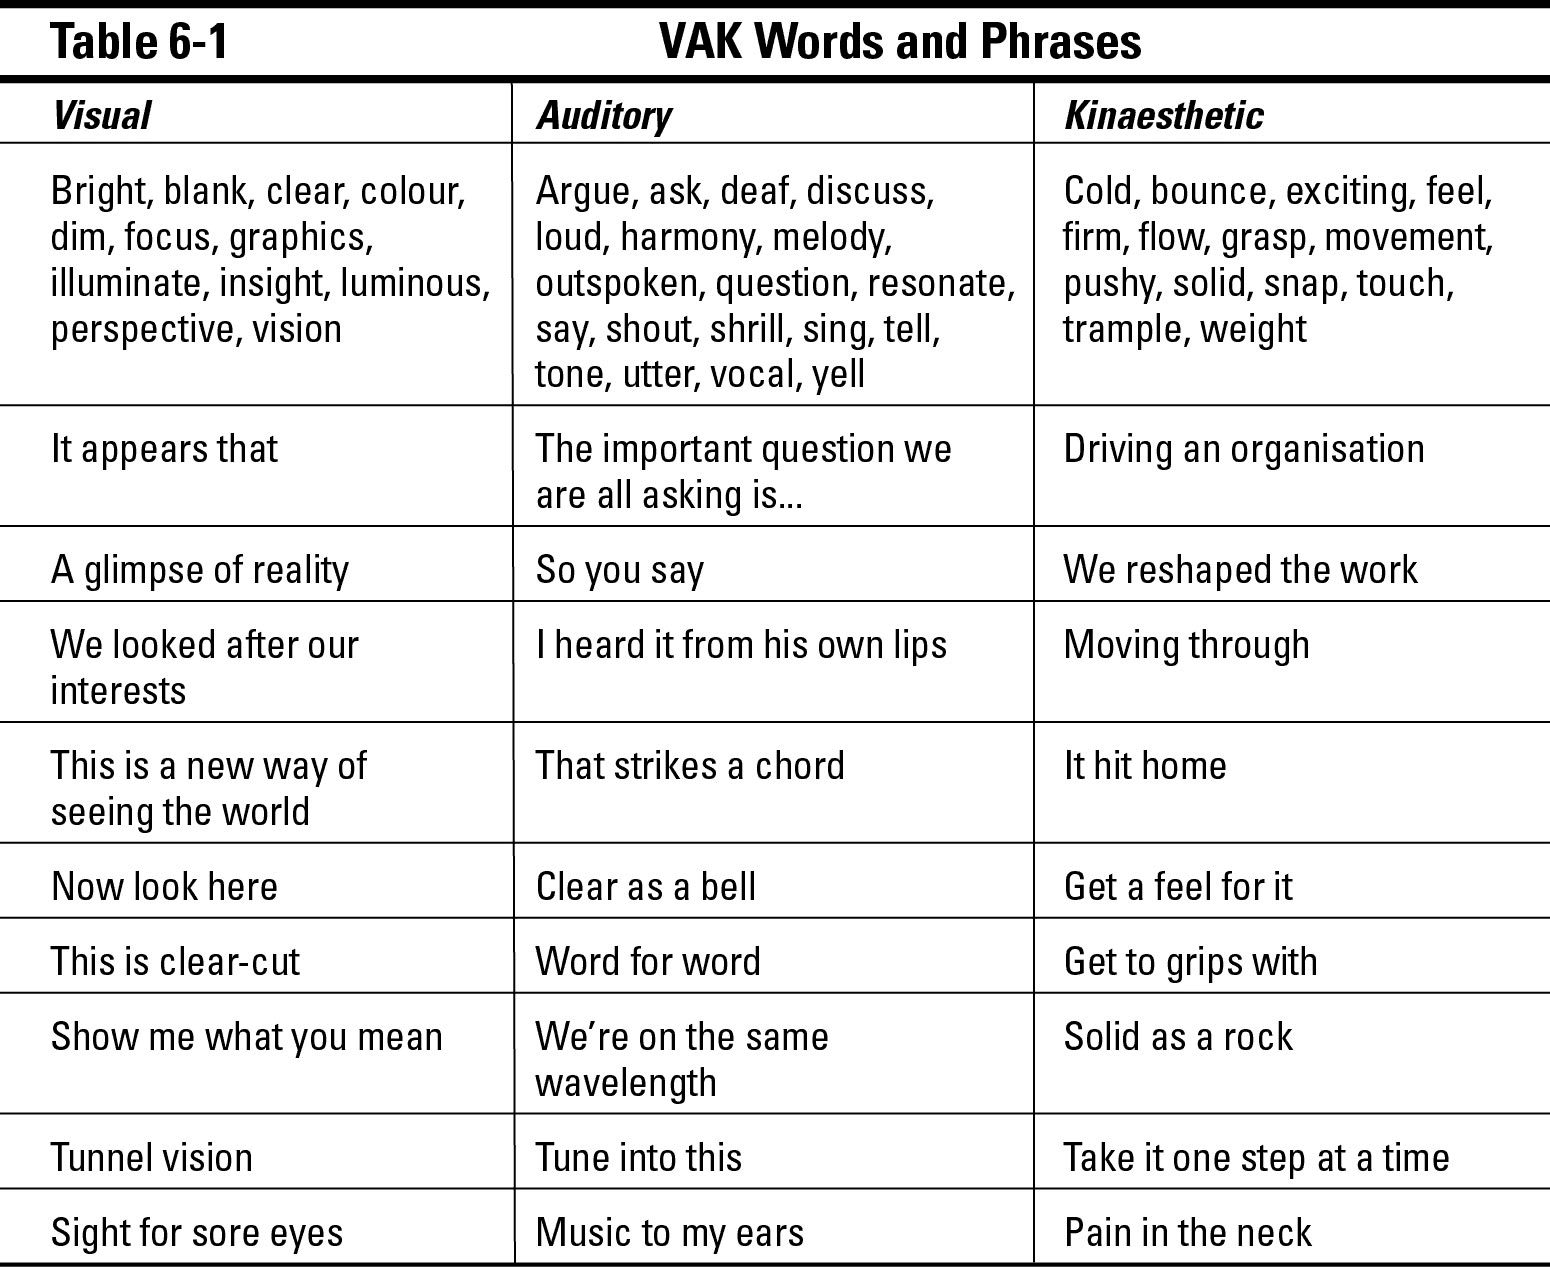 Table 6-1 VAK Words and Phrases
Visual Auditory Kinaesthetic
Bright, blank, clear, colour,
dim, focus, graphics,
illuminate, insight, luminous,
perspective, vision
Argue, ask, deaf, discuss,
loud, harmony, melody,
outspoken, question, resonate,
say, shout, shrill, sing, tell,
tone, utter, vocal, yell
Cold, bounce, exciting, feel,
firm, flow, grasp, movement,
pushy, solid, snap, touch,
trample, weight
It appears that
The important question we
are all asking is...
Driving an organisation
A glimpse of reality
So you say
We reshaped the work
We looked after our
interests
I heard it from his own lips
Moving through
This is a new way of
seeing the world
That strikes a chord
It hit home
Now look here
Clear as a bell
Get a feel for it
This is clear-cut
Word for word
Get to grips with
Show me what you mean
We’re on the same
wavelength
Solid as a rock
Tunnel vision
Tune into this
Take it one step at a time
Sight for sore eyes
Music to my ears
Pain in the neck